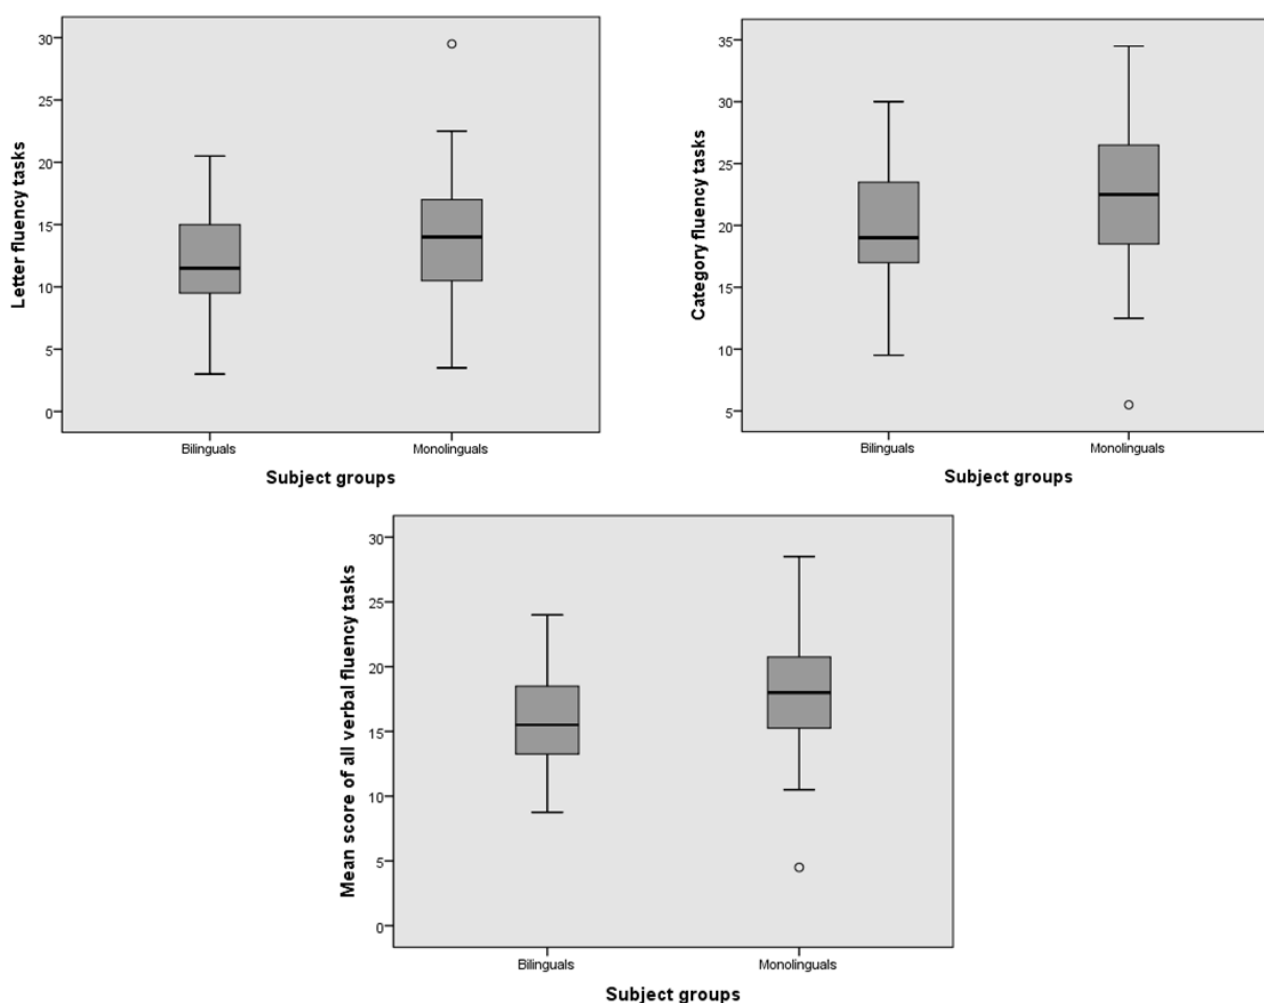 Letter fluency tasks
30
25
20
15
10
5
0
Bilinguals
Monolinguals
Subject groups
Category fluency tasks
35
30
25
20
15
10
5
Bilinguals
Monolinguals
Subject groups
Mean score of all verbal fluency tasks
30
25
20
15
10
5
0
Bilinguals
Monolinguals
Subject groups